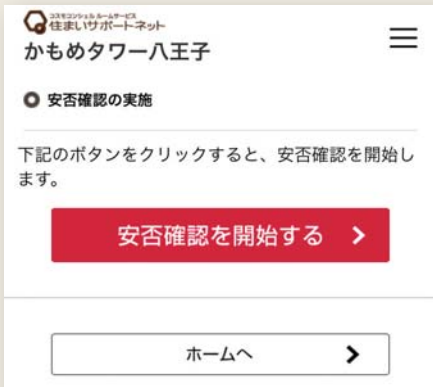 コスモコンシェル ルームサービス
住まいサポートネット
かもめタワー八王子
安否確認の実施
下記のボタンをクリックすると、安否確認を開始し
ます。
安否確認を開始する
ホームへ